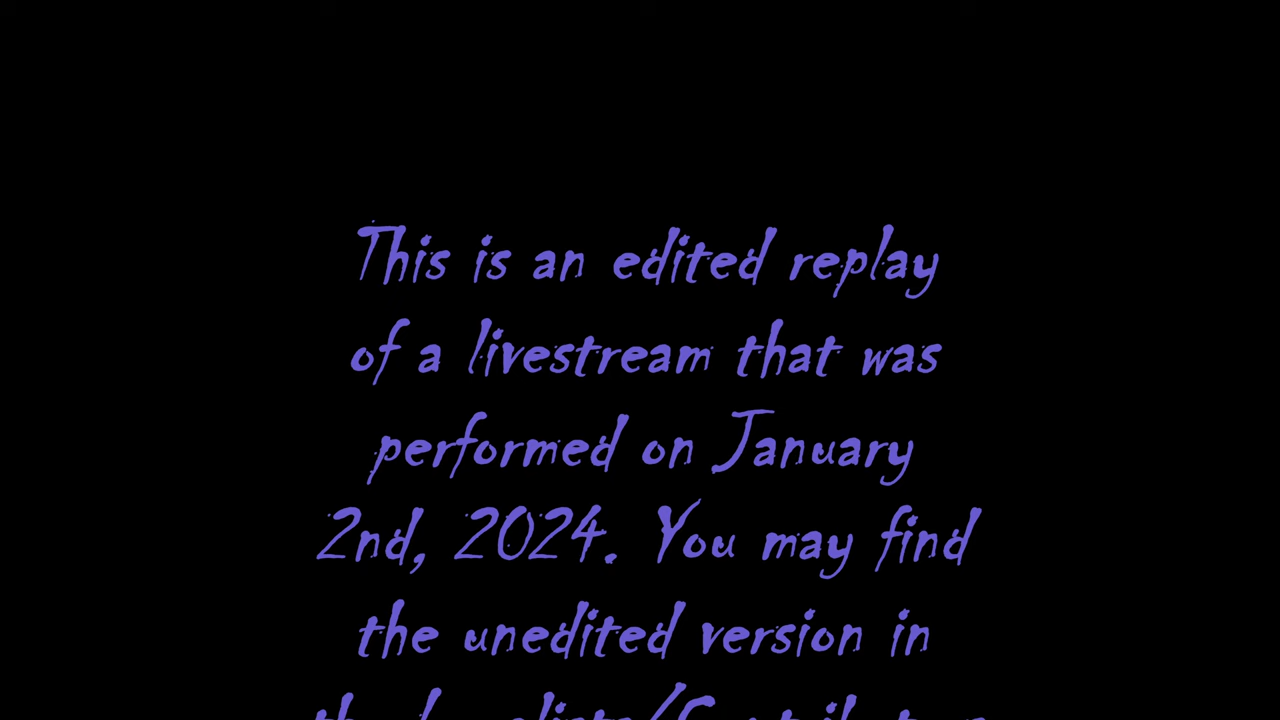 This is an edited replay
of a livestream that was
performed on January
2nd, 2024. You may find
the unedited version in